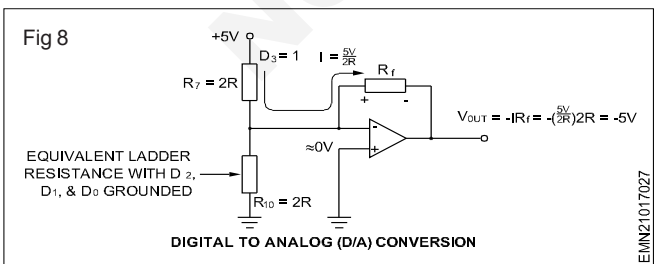 Fig 8
+5V
D₃ = 1 I = 5V/2R
Rf
R₇ = 2R
+ -
VOUT = -IRf = -(5V/2R)2R = -5V
-
≈0V
+
EQUIVALENT LADDER
RESISTANCE WITH D ₂,
D₁, & D₀ GROUNDED
R₁₀ = 2R
DIGITAL TO ANALOG (D/A) CONVERSION
EMN21017027